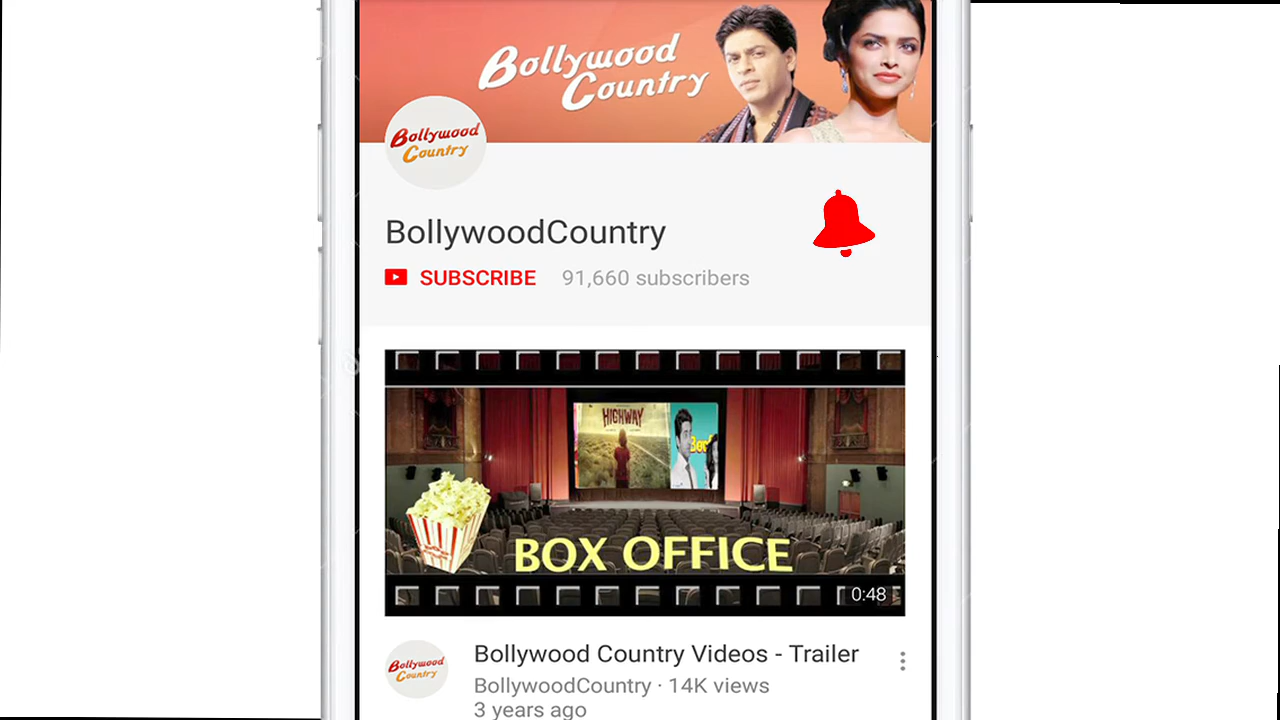 Bollywood
Country
Bollywood
Country
BollywoodCountry
SUBSCRIBE 91,660 subscribers
HIGHWAY
BOX OFFICE
0:48
Bollywood
Country
Bollywood Country Videos - Trailer
BollywoodCountry · 14K views
3 years ago